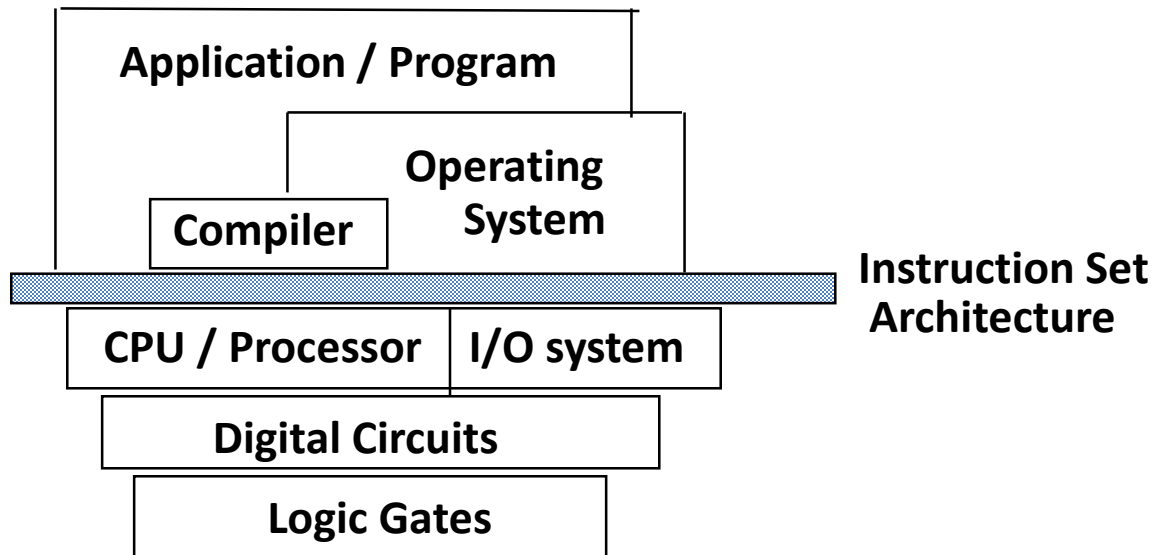 Application / Program
Operating
System
Compiler
Instruction Set
Architecture
CPU / Processor
I/O system
Digital Circuits
Logic Gates